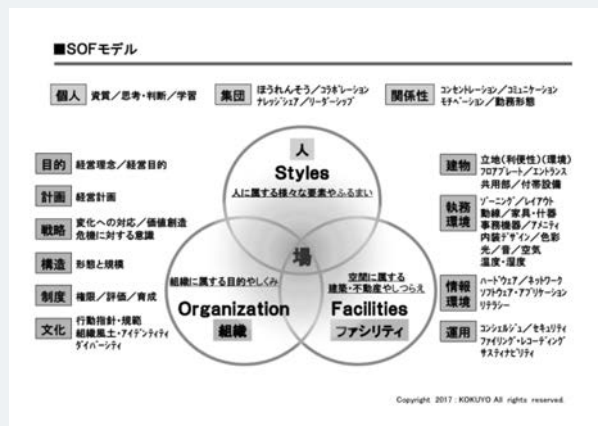 ■SOFモデル
個人 資質／思考・判断／学習
集団 ほうれんそう／コラボレーション
ナレッジシェア／リーダーシップ
関係性 コンセントレーション／コミュニケーション
モチベーション／勤務形態
人
Styles
人に属する様々な要素やふるまい
目的 経営理念／経営目的
計画 経営計画
戦略 変化への対応／価値創造
危機に対する意識
構造 形態と規模
制度 権限／評価／育成
文化 行動指針・規範
組織風土・アイデンティティ
ダイバーシティ
場
組織に属する目的やしくみ
Organization
組織
空間に属する
建築・不動産やしつらえ
Facilities
ファシリティ
建物 立地(利便性)(環境)
フロアプレート／エントランス
共用部／付帯設備
執務
環境
ゾーニング／レイアウト
動線／家具・什器
事務機器／アメニティ
内装デザイン／色彩
光／音／空気
温度・湿度
情報
環境
ハードウェア／ネットワーク
ソフトウェア・アプリケーション
リテラシー
運用 コンシェルジュ／セキュリティ
ファイリング・レコーディング
サスティナビリティ
Copyright 2017：KOKUYO All rights reserved.